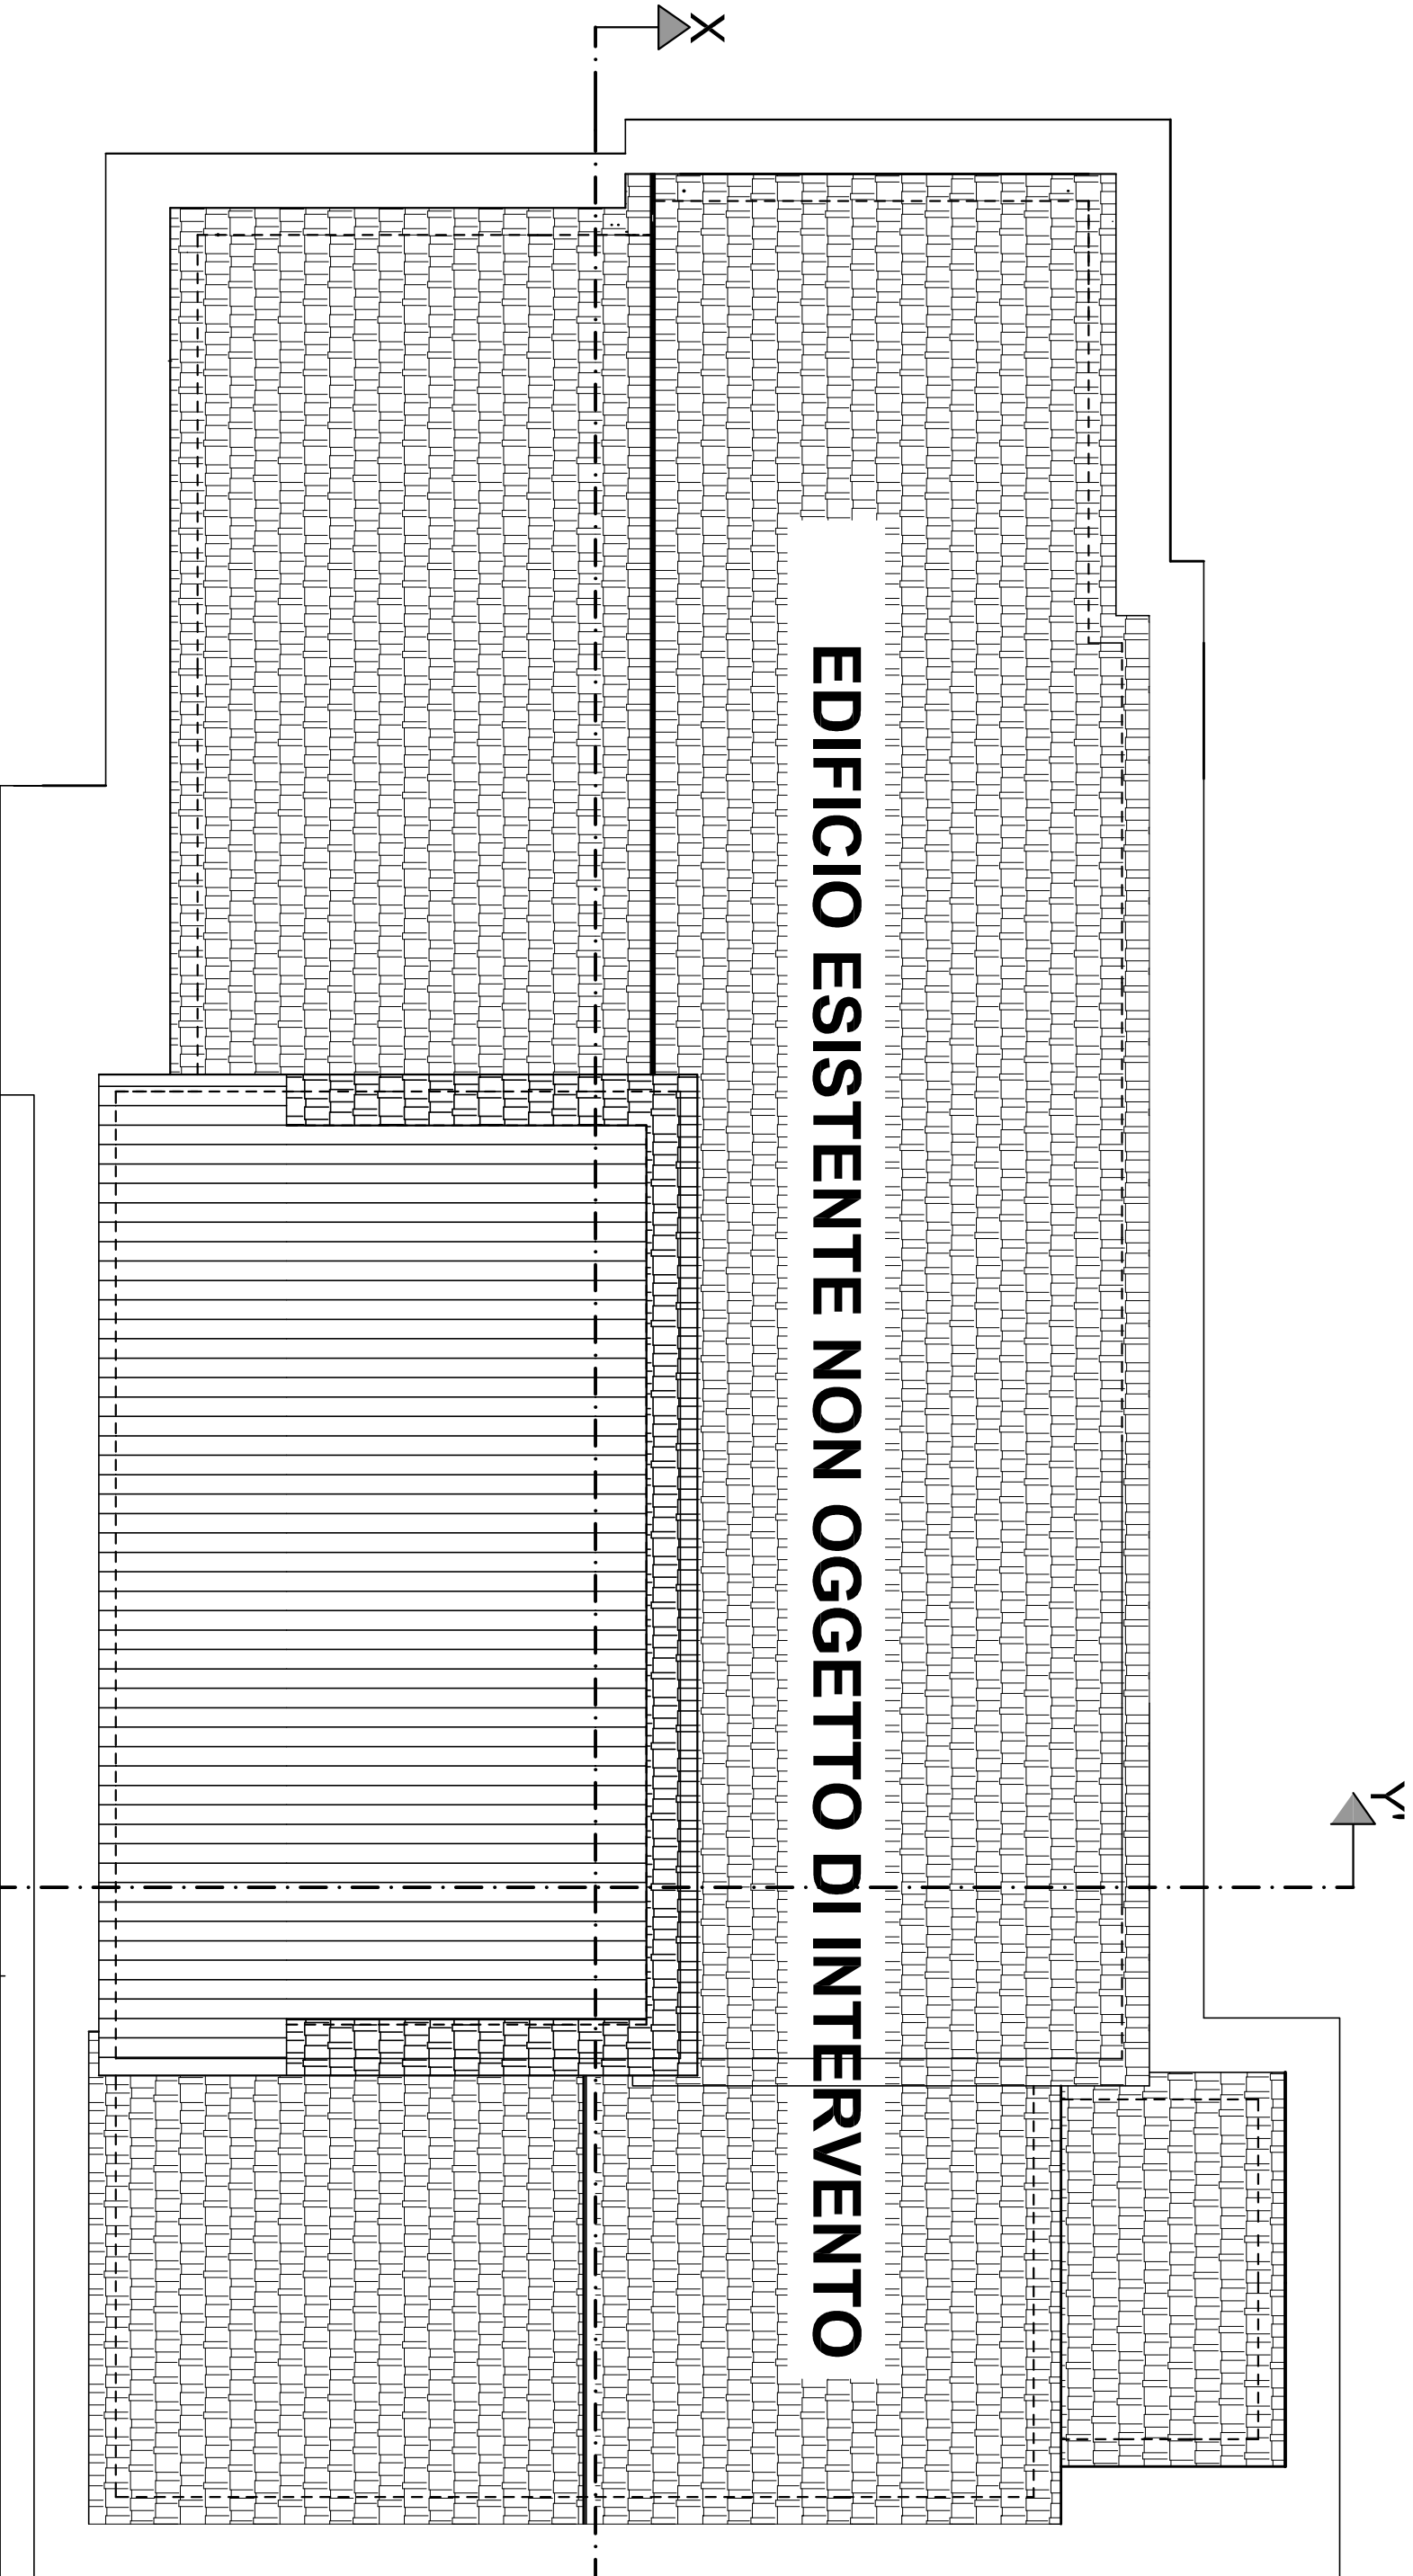 X
EDIFICIO ESISTENTE NON OGGETTO DI INTERVENTO
Y'